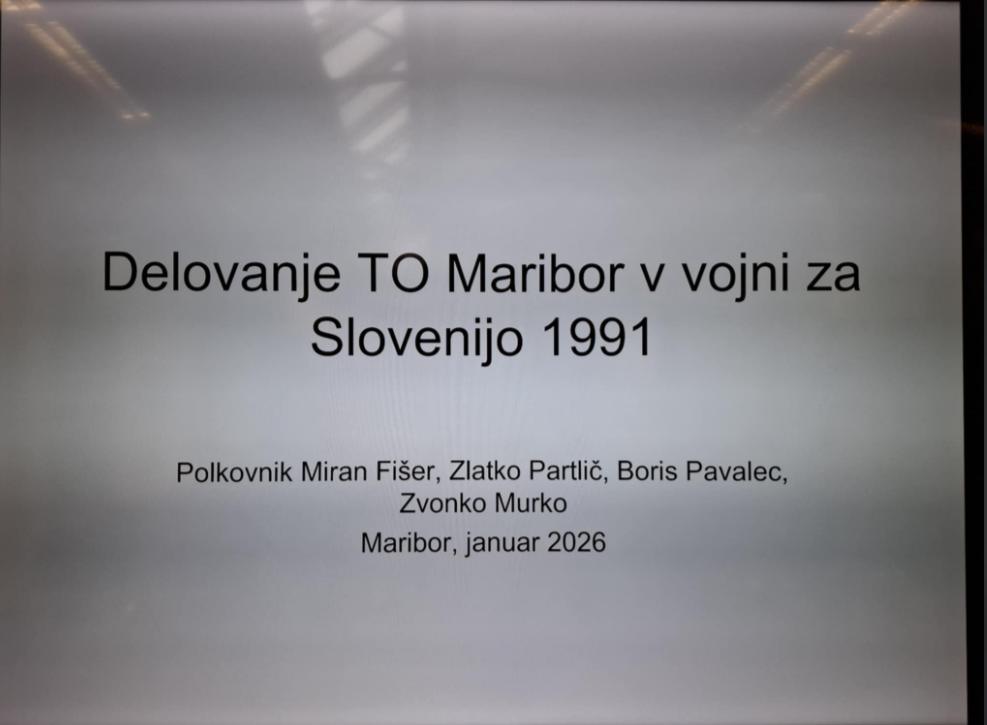 Delovanje TO Maribor v vojni za
Slovenijo 1991
Polkovnik Miran Fišer, Zlatko Partlič, Boris Pavalec,
Zvonko Murko
Maribor, januar 2026